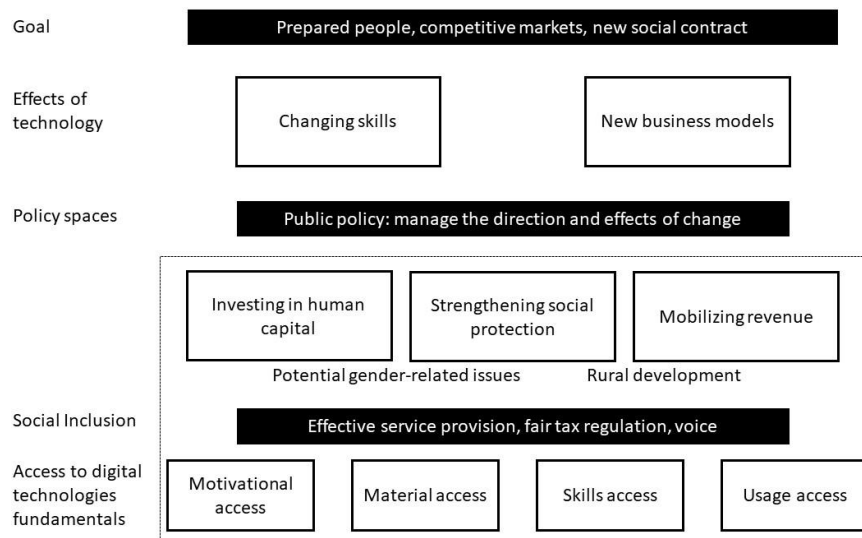 Goal
Prepared people, competitive markets, new social contract
Effects of
technology
Changing skills
New business models
Policy spaces
Public policy: manage the direction and effects of change
Investing in human
capital
Strengthening social
protection
Mobilizing revenue
Potential gender-related issues
Rural development
Social Inclusion
Effective service provision, fair tax regulation, voice
Access to digital
technologies
fundamentals
Motivational
access
Material access
Skills access
Usage access